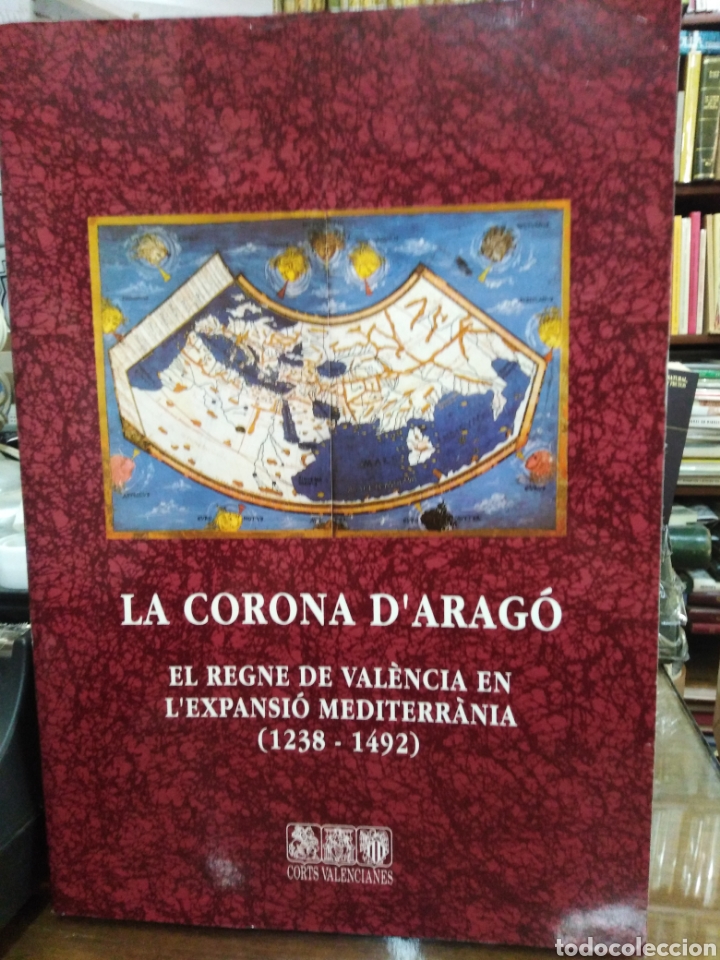 LA CORONA D'ARAGÓ
EL REGNE DE VALÈNCIA EN
L'EXPANSIÓ MEDITERRÀNIA
(1238 - 1492)
CORTS VALENCIANES
todocoleccion